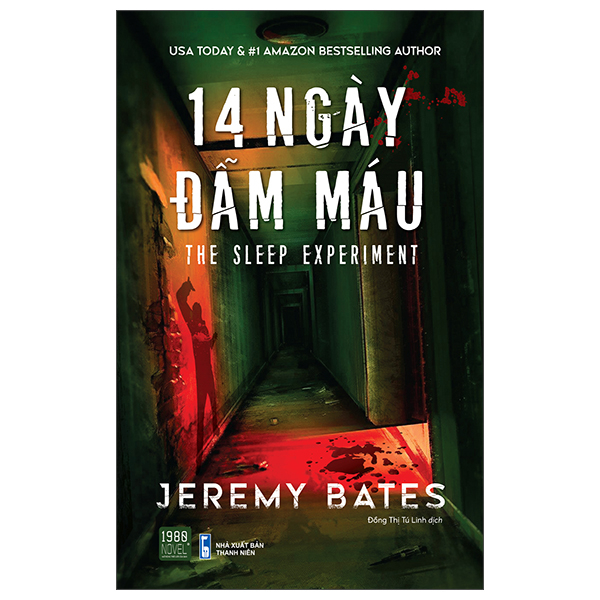 USA TODAY & #1 AMAZON BESTSELLING AUTHOR
14 NGÀY
ĐẪM MÁU
THE SLEEP EXPERIMENT
JEREMY BATES
Đồng Thị Tú Linh dịch
1980
NOVEL
NHÀ XUẤT BẢN
THANH NIÊN